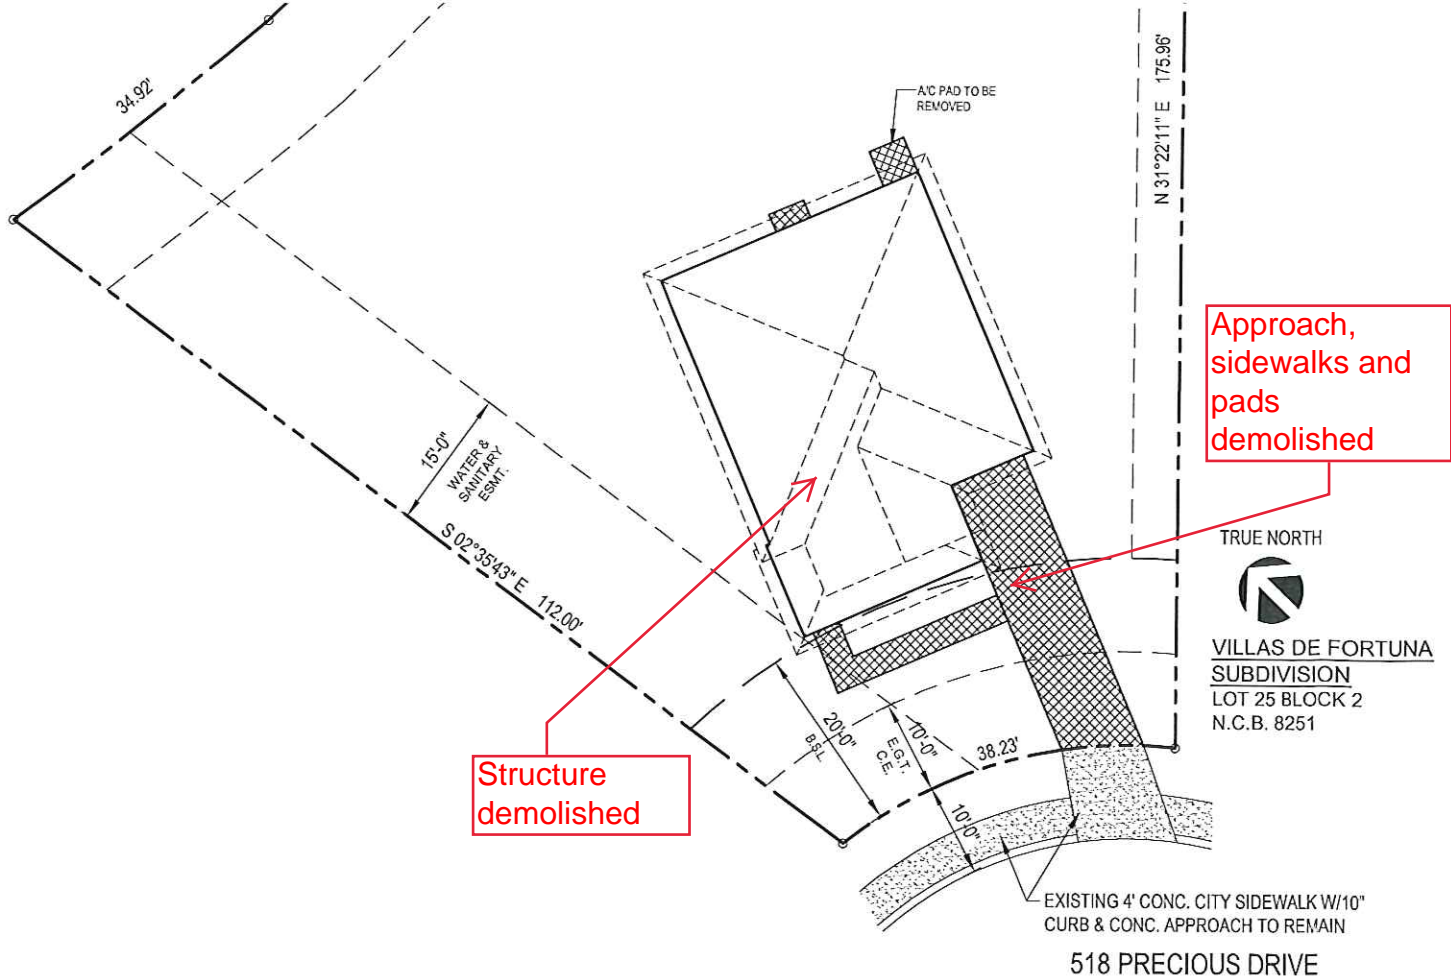 34.92'
A/C PAD TO BE
REMOVED
N 31°22'11" E 175.96'
Approach,
sidewalks and
pads
demolished
15'-0"
WATER &
SANITARY
ESMT.
S 02°35'43" E 112.00'
TRUE NORTH
VILLAS DE FORTUNA
SUBDIVISION
LOT 25 BLOCK 2
N.C.B. 8251
20'-0"
B.S.L.
10'-0"
E.G.T.
C.E.
38.23'
Structure
demolished
10'-0"
EXISTING 4' CONC. CITY SIDEWALK W/10"
CURB & CONC. APPROACH TO REMAIN
518 PRECIOUS DRIVE